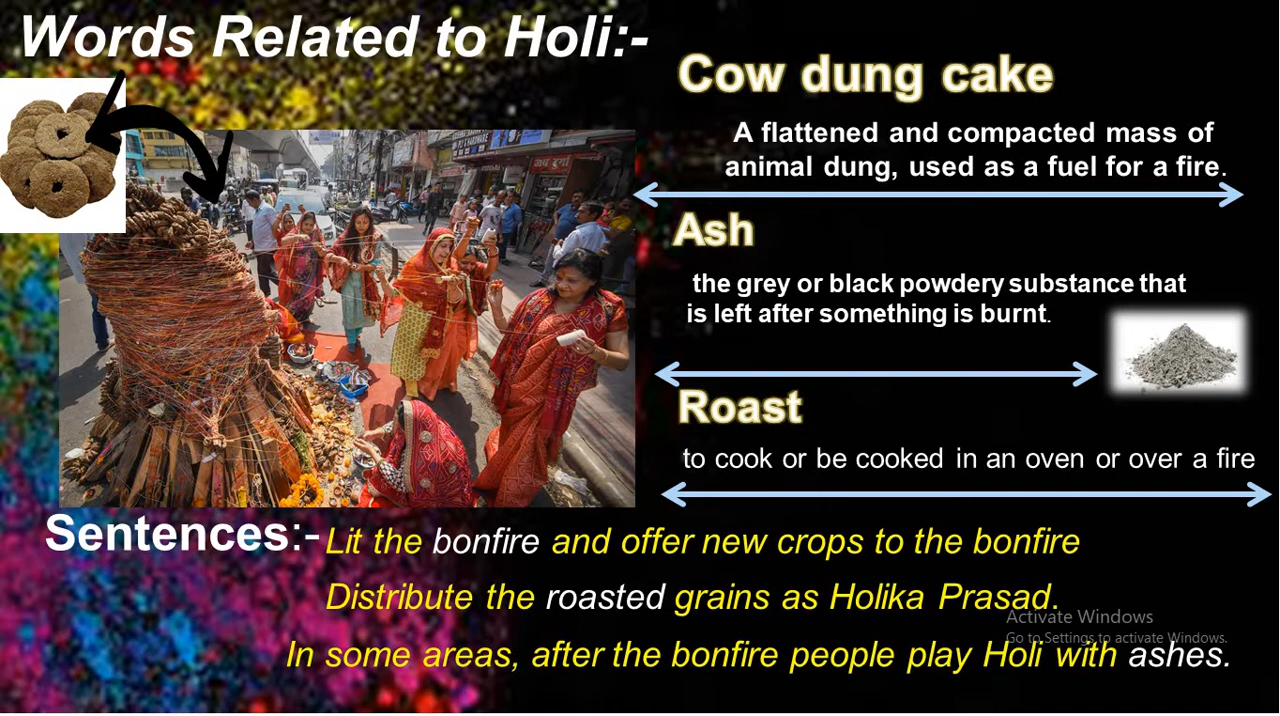 Words Related to Holi:-
Cow dung cake
A flattened and compacted mass of
animal dung, used as a fuel for a fire.
Ash
the grey or black powdery substance that
is left after something is burnt.
Roast
to cook or be cooked in an oven or over a fire
Sentences:- Lit the bonfire and offer new crops to the bonfire
Distribute the roasted grains as Holika Prasad.
In some areas, after the bonfire people play Holi with ashes.
Activate Windows
Go to Settings to activate Windows.